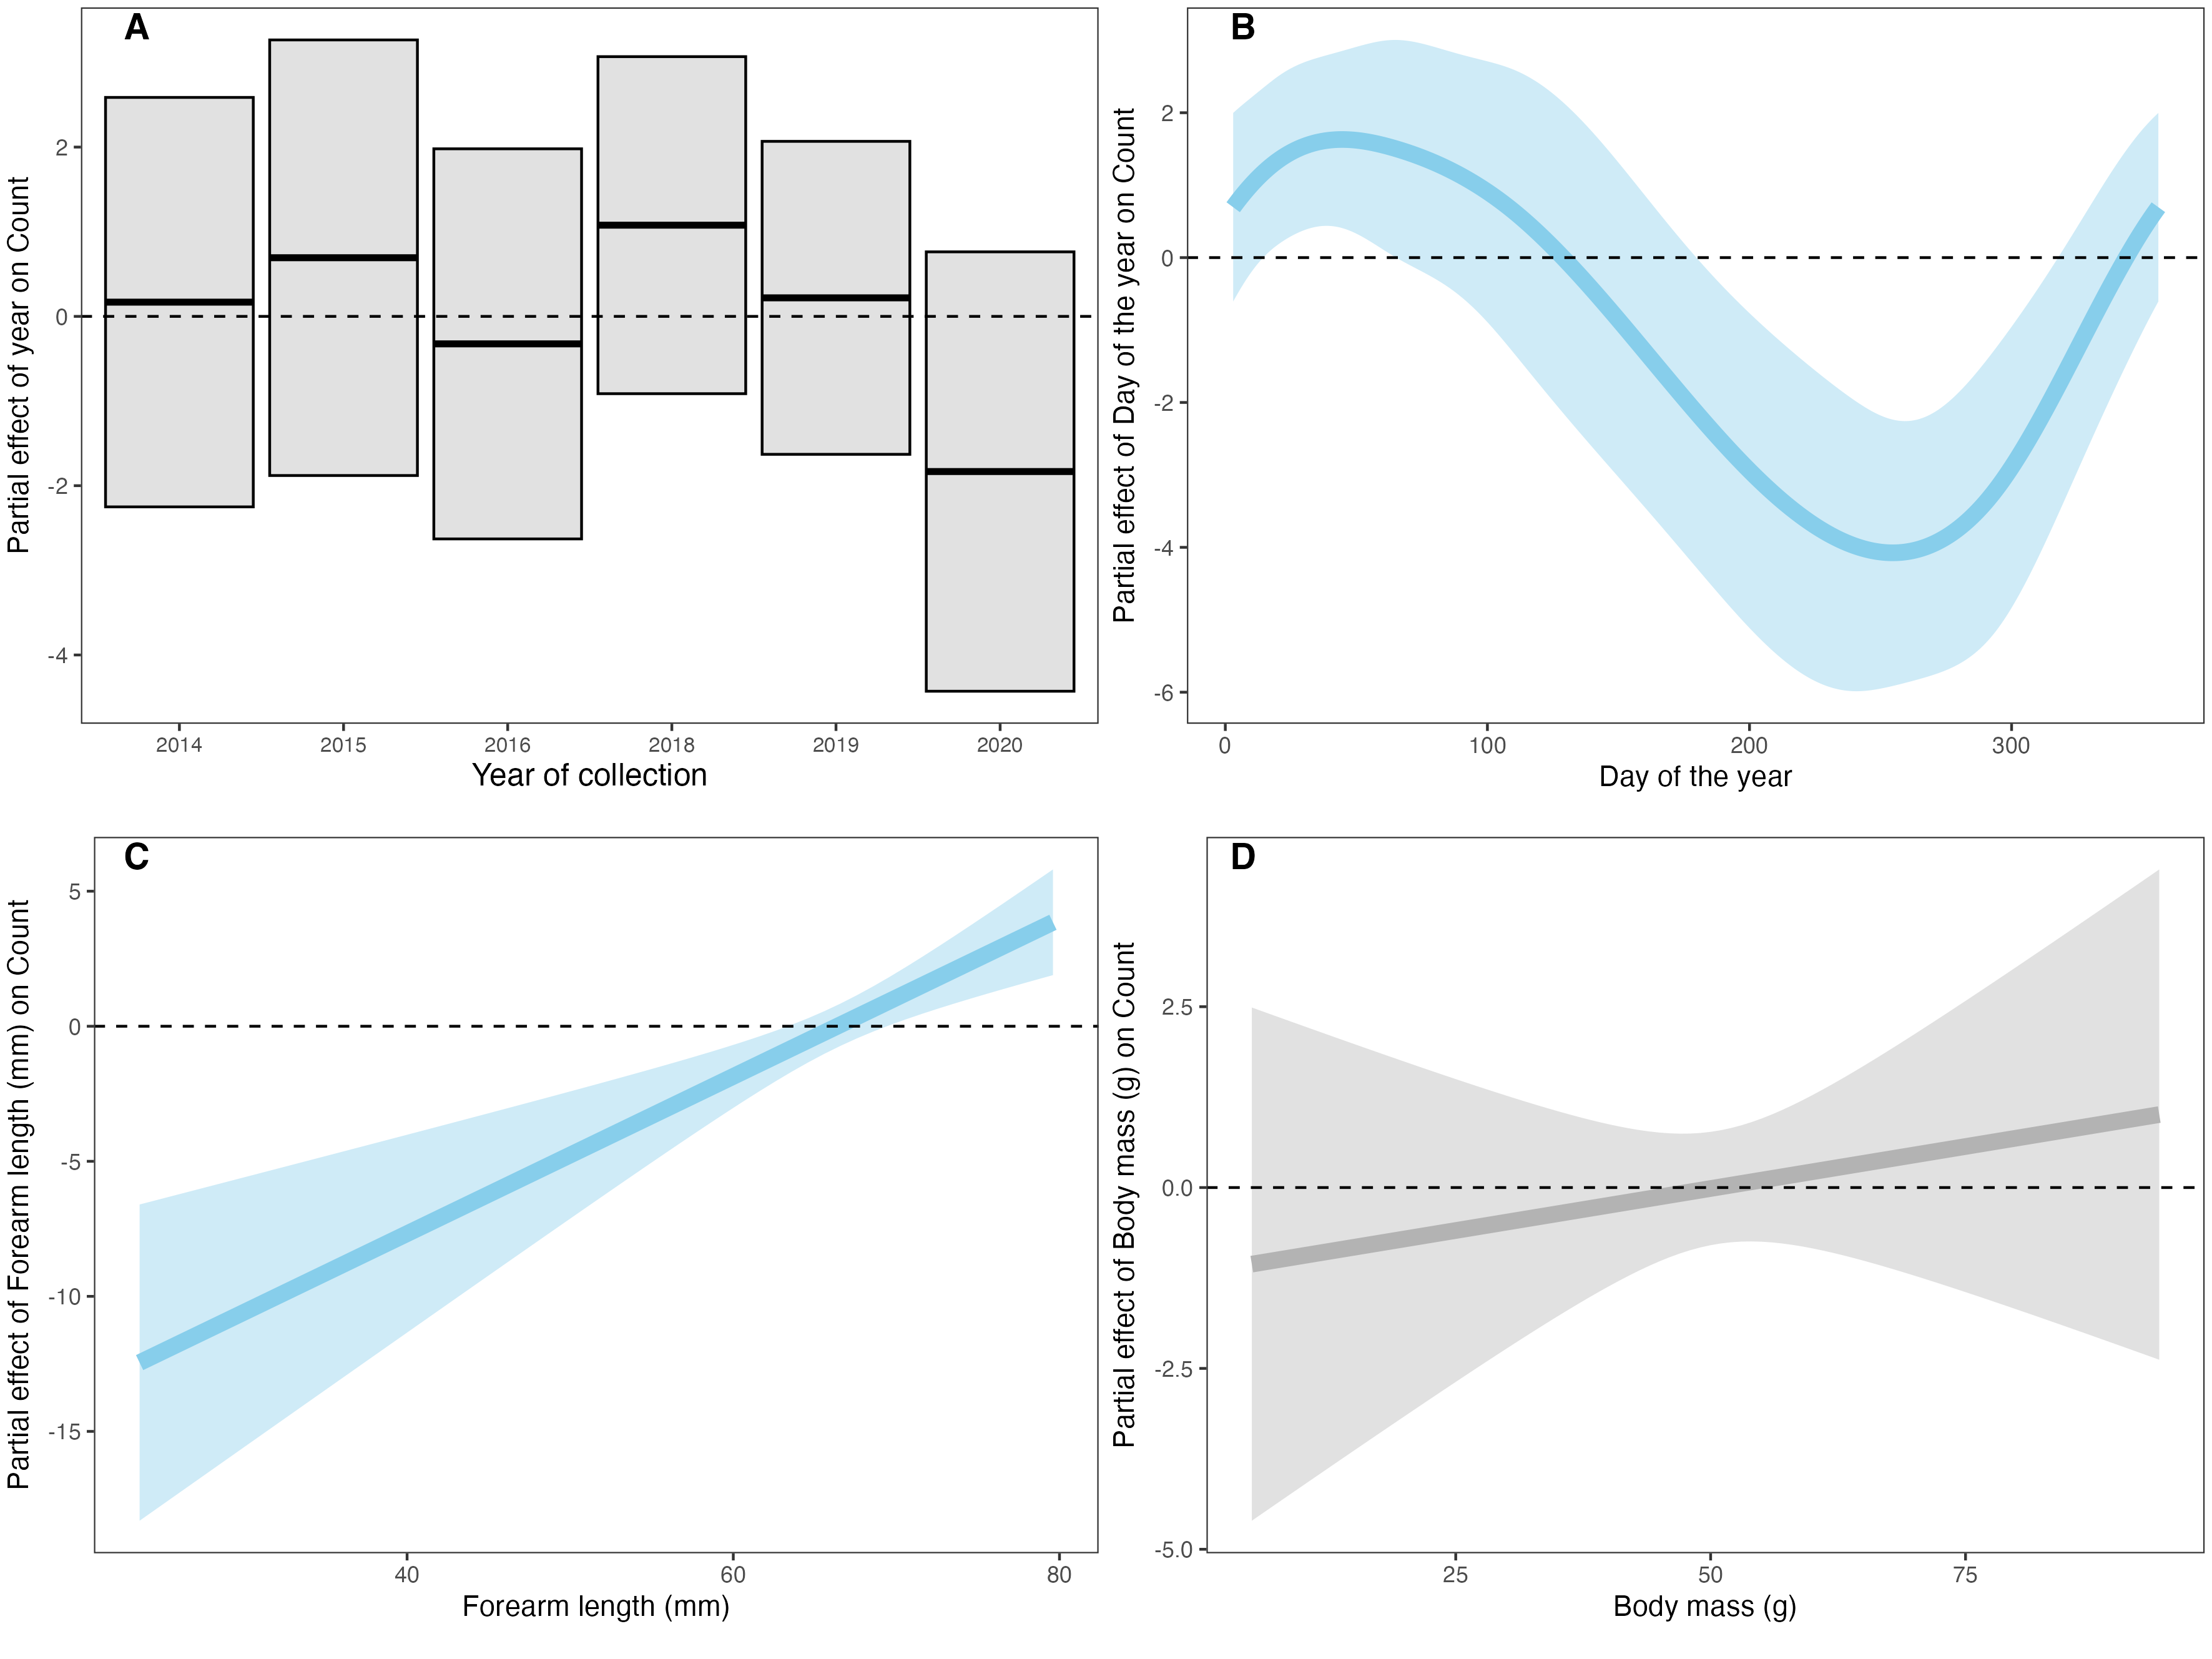 A
Partial effect of year on Count
2
0
-2
-4
2014 2015 2016 2018 2019 2020
Year of collection
B
Partial effect of Day of the year on Count
2
0
-2
-4
-6
0 100 200 300
Day of the year
C
Partial effect of Forearm length (mm) on Count
5
0
-5
-10
-15
40 60 80
Forearm length (mm)
D
Partial effect of Body mass (g) on Count
2.5
0.0
-2.5
-5.0
25 50 75
Body mass (g)